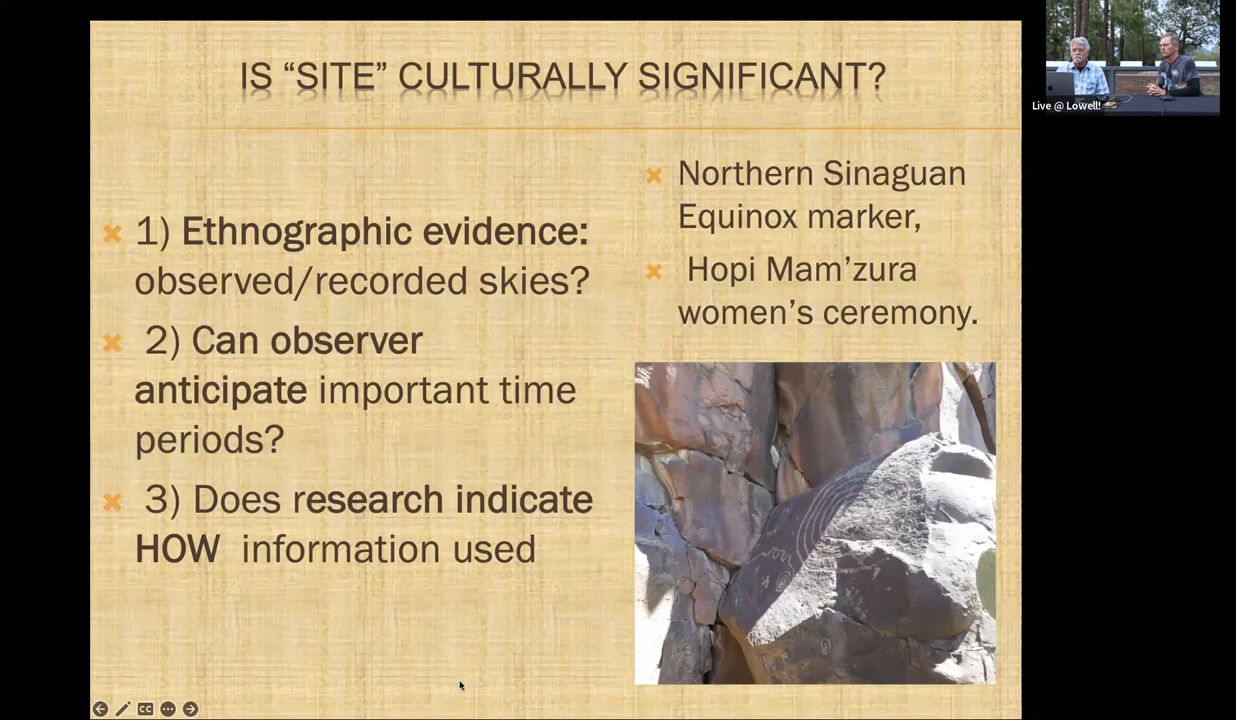 IS “SITE” CULTURALLY SIGNIFICANT?
1) Ethnographic evidence:
observed/recorded skies?
2) Can observer
anticipate important time
periods?
3) Does research indicate
HOW information used
Northern Sinaguan
Equinox marker,
Hopi Mam’zura
women’s ceremony.
Live @ Lowell!
CC